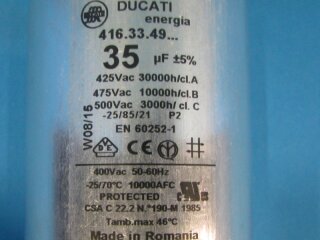 DUCATI
energia
416.33.49...
35 µF ±5%
425Vac 30000h/cl.A
475Vac 10000h/cl.B
500Vac 3000h/ cl. C
-25/85/21 P2
EN 60252-1
W08/15
400Vac 50-60Hz
-25/70°C 10000AFC
PROTECTED
CSA C 22.2 N.°190-M 1985
Tamb.max 46°C
Made in Romania